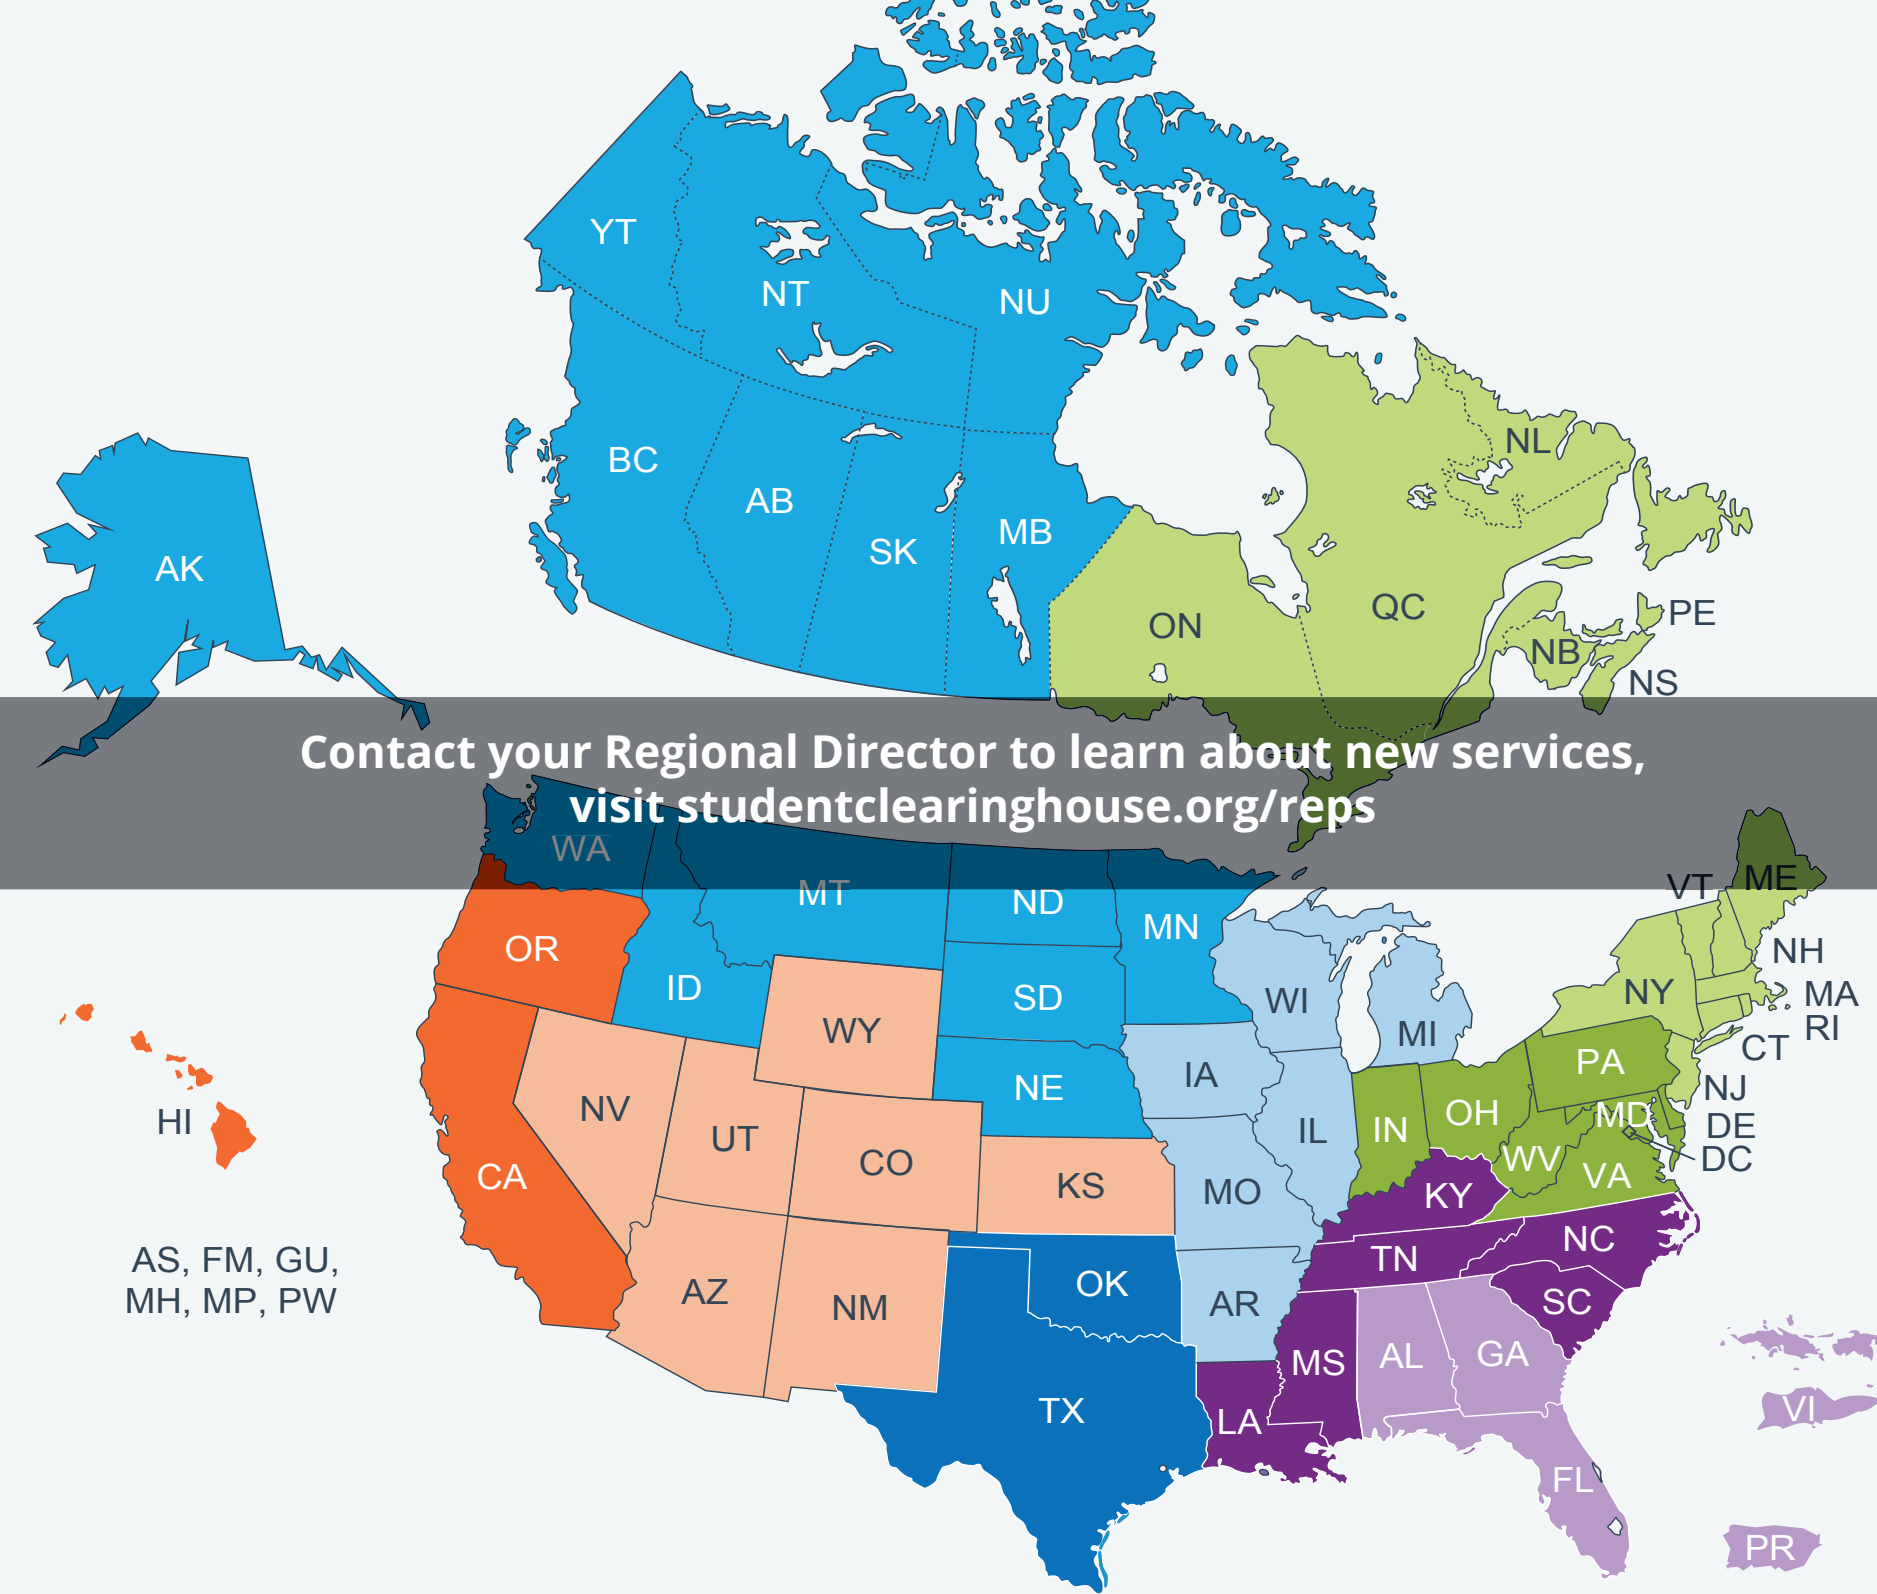 YT
NT
NU
NL
BC
AB
MB
SK
AK
QC
PE
ON
NB
NS
Contact your Regional Director to learn about new services,
visit studentclearinghouse.org/reps
WA
VT
ME
MT
ND
MN
OR
NH
ID
SD
WI
NY
MA
WY
MI
RI
CT
IA
PA
NE
NJ
NV
OH
MD
HI
UT
IL
IN
DE
CO
WV
DC
CA
KS
MO
KY
VA
NC
AS, FM, GU,
MH, MP, PW
TN
AZ
OK
NM
AR
SC
MS
AL
GA
TX
LA
VI
FL
PR